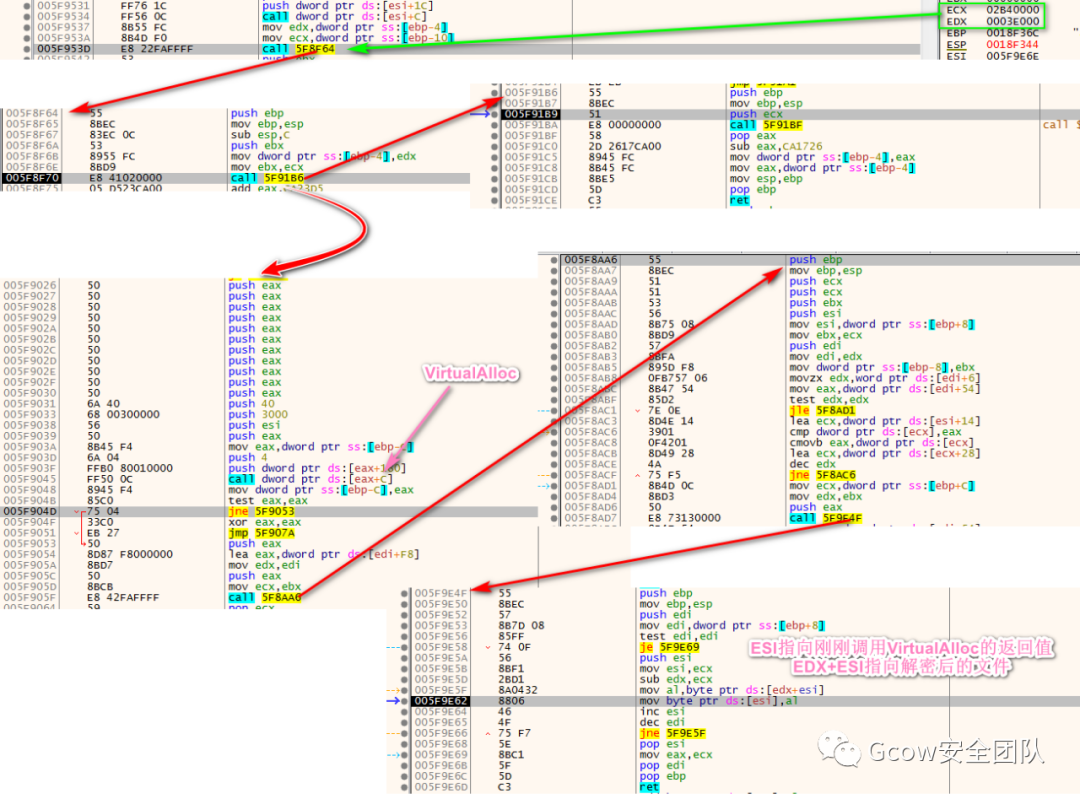 005F9531 FF76 1C push dword ptr ds:[esi+1C]
005F9534 FF56 0C call dword ptr ds:[esi+C]
005F9537 8B55 FC mov edx,dword ptr ss:[ebp-4]
005F953A 8B4D F0 mov ecx,dword ptr ss:[ebp-10]
005F953D E8 22FAFFFF call 5F8F64
ECX 02B40000
EDX 0003E000
EBP 0018F36C
ESP 0018F344
ESI 005F9E6E
005F8F64 55 push ebp
005F8F65 8BEC mov ebp,esp
005F8F67 83EC 0C sub esp,C
005F8F6A 53 push ebx
005F8F6B 8955 FC mov dword ptr ss:[ebp-4],edx
005F8F6E 8BD9 mov ebx,ecx
005F8F70 E8 41020000 call 5F91B6
005F8F75 05 D523CA00 add eax,CA23D5
005F91B6 55 push ebp
005F91B7 8BEC mov ebp,esp
005F91B9 51 push ecx
005F91BA E8 00000000 call 5F91BF
call $
005F91BF 58 pop eax
005F91C0 2D 2617CA00 sub eax,CA1726
005F91C5 8945 FC mov dword ptr ss:[ebp-4],eax
005F91C8 8B45 FC mov eax,dword ptr ss:[ebp-4]
005F91CB 8BE5 mov esp,ebp
005F91CD 5D pop ebp
005F91CE C3 ret
005F9026 50 push eax
005F9027 50 push eax
005F9028 50 push eax
005F9029 50 push eax
005F902A 50 push eax
005F902B 50 push eax
005F902C 50 push eax
005F902D 50 push eax
005F902E 50 push eax
005F902F 50 push eax
005F9030 50 push eax
005F9031 6A 40 push 40
005F9033 68 00300000 push 3000
005F9038 56 push esi
005F9039 50 push eax
005F903A 8B45 F4 mov eax,dword ptr ss:[ebp-C]
005F903D 6A 04 push 4
005F903F FFB0 80010000 push dword ptr ds:[eax+180]
005F9045 FF50 0C call dword ptr ds:[eax+C]
005F9048 8945 F4 mov dword ptr ss:[ebp-C],eax
005F904B 85C0 test eax,eax
005F904D 75 04 jne 5F9053
005F904F 33C0 xor eax,eax
005F9051 EB 27 jmp 5F907A
005F9053 50 push eax
005F9054 8D87 F8000000 lea eax,dword ptr ds:[edi+F8]
005F905A 8BD7 mov edx,edi
005F905C 50 push eax
005F905D 8BCB mov ecx,ebx
005F905F E8 42FAFFFF call 5F8AA6
005F9064 59 pop ecx
VirtualAlloc
005F8AA6 55 push ebp
005F8AA7 8BEC mov ebp,esp
005F8AA9 51 push ecx
005F8AAA 51 push ecx
005F8AAB 53 push ebx
005F8AAC 56 push esi
005F8AAD 8B75 08 mov esi,dword ptr ss:[ebp+8]
005F8AB0 8BD9 mov ebx,ecx
005F8AB2 57 push edi
005F8AB3 8BFA mov edi,edx
005F8AB5 895D F8 mov dword ptr ss:[ebp-8],ebx
005F8AB8 0FB757 06 movzx edx,word ptr ds:[edi+6]
005F8ABC 8B47 54 mov eax,dword ptr ds:[edi+54]
005F8ABF 85D2 test edx,edx
005F8AC1 7E 0E jle 5F8AD1
005F8AC3 8D4E 14 lea ecx,dword ptr ds:[esi+14]
005F8AC6 3901 cmp dword ptr ds:[ecx],eax
005F8AC8 0F4201 cmovb eax,dword ptr ds:[ecx]
005F8ACB 8D49 28 lea ecx,dword ptr ds:[ecx+28]
005F8ACE 4A dec edx
005F8ACF 75 F5 jne 5F8AC6
005F8AD1 8B4D 0C mov ecx,dword ptr ss:[ebp+C]
005F8AD4 8BD3 mov edx,ebx
005F8AD6 50 push eax
005F8AD7 E8 73130000 call 5F9E4F
005F9E4F 55 push ebp
005F9E50 8BEC mov ebp,esp
005F9E52 57 push edi
005F9E53 8B7D 08 mov edi,dword ptr ss:[ebp+8]
005F9E56 85FF test edi,edi
005F9E58 74 0F je 5F9E69
005F9E5A 56 push esi
005F9E5B 8BF1 mov esi,ecx
005F9E5D 2BD1 sub edx,ecx
005F9E5F 8A0432 mov al,byte ptr ds:[edx+esi]
005F9E62 8806 mov byte ptr ds:[esi],al
005F9E64 46 inc esi
005F9E65 4F dec edi
005F9E66 75 F7 jne 5F9E5F
005F9E68 5E pop esi
005F9E69 8BC1 mov eax,ecx
005F9E6B 5F pop edi
005F9E6C 5D pop ebp
005F9E6D C3 ret
ESI指向刚刚调用VirtualAlloc的返回值
EDX+ESI指向解密后的文件
Gcow安全团队